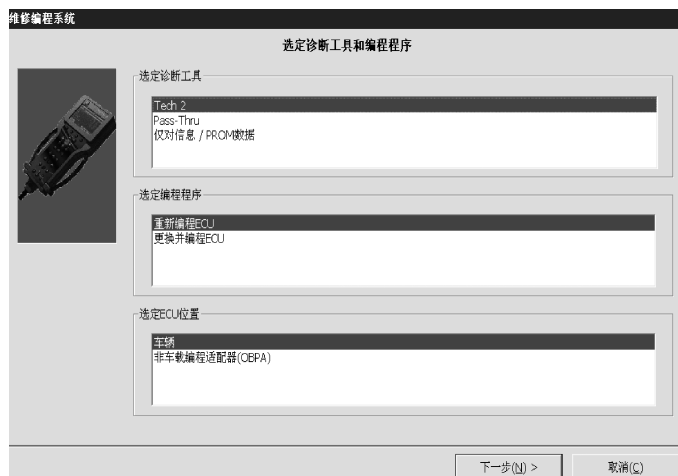 维修编程系统
选定诊断工具和编程程序
选定诊断工具
Tech 2
Pass-Thru
仅对信息 / PROM数据
选定编程程序
重新编程ECU
更换并编程ECU
选定ECU位置
车辆
非车载编程适配器(OBPA)
下一步(N) >
取消(C)